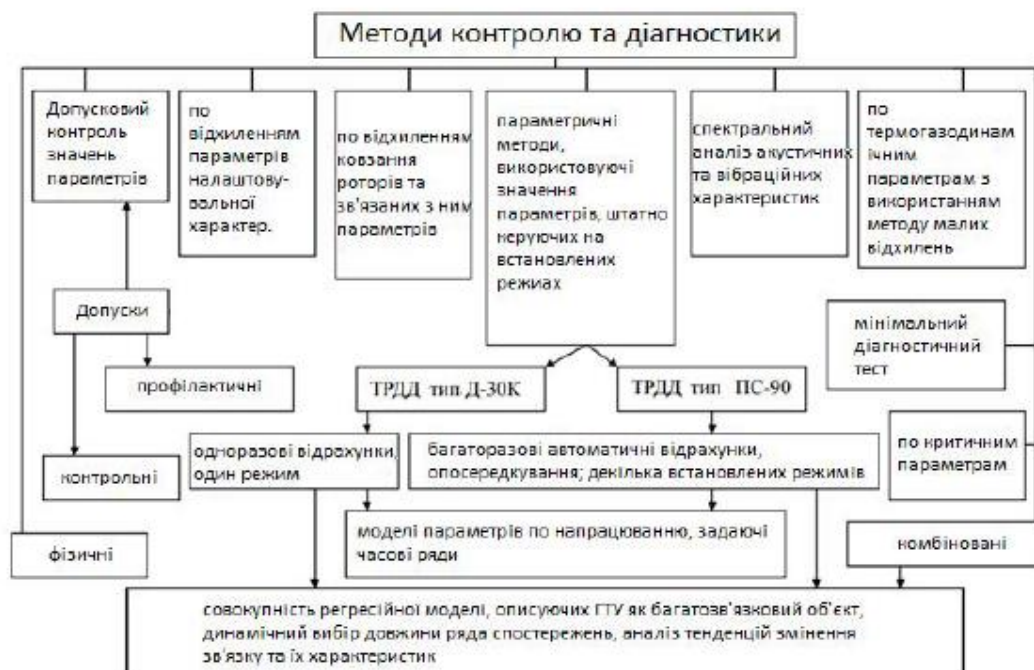 Методи контролю та діагностики
Допусковий
контроль
значень
параметрів
по
відхиленням
параметрів
налаштову-
вальної
характер.
по відхиленням
ковзання
роторів та
зв'язаних з ним
параметрів
параметричні
методи,
використовуючі
значення
параметрів, штатно
керуючих на
встановлених
режиах
спектральний
аналіз акустичних
та вібраційних
характеристик
по
термогазодинам
ічним
параметрам з
використанням
методу малих
відхилень
Допуски
мінімальний
діагностичний
тест
профілактичні
ТРДД тип Д-30К
ТРДД тип ПС-90
одноразові відрахунки,
один режим
багаторазові автоматичні відрахунки,
опосередкування; декілька встановлених режимів
по критичним
параметрам
контрольні
моделі параметрів по напрацюванню, задаючі
часові ряди
фізичні
комбіновані
совокупність регресійної моделі, описуючих ГТУ як багатозв'язковий об'єкт,
динамічний вибір довжини ряда спостережень, аналіз тенденцій змінення
зв'язку та їх характеристик